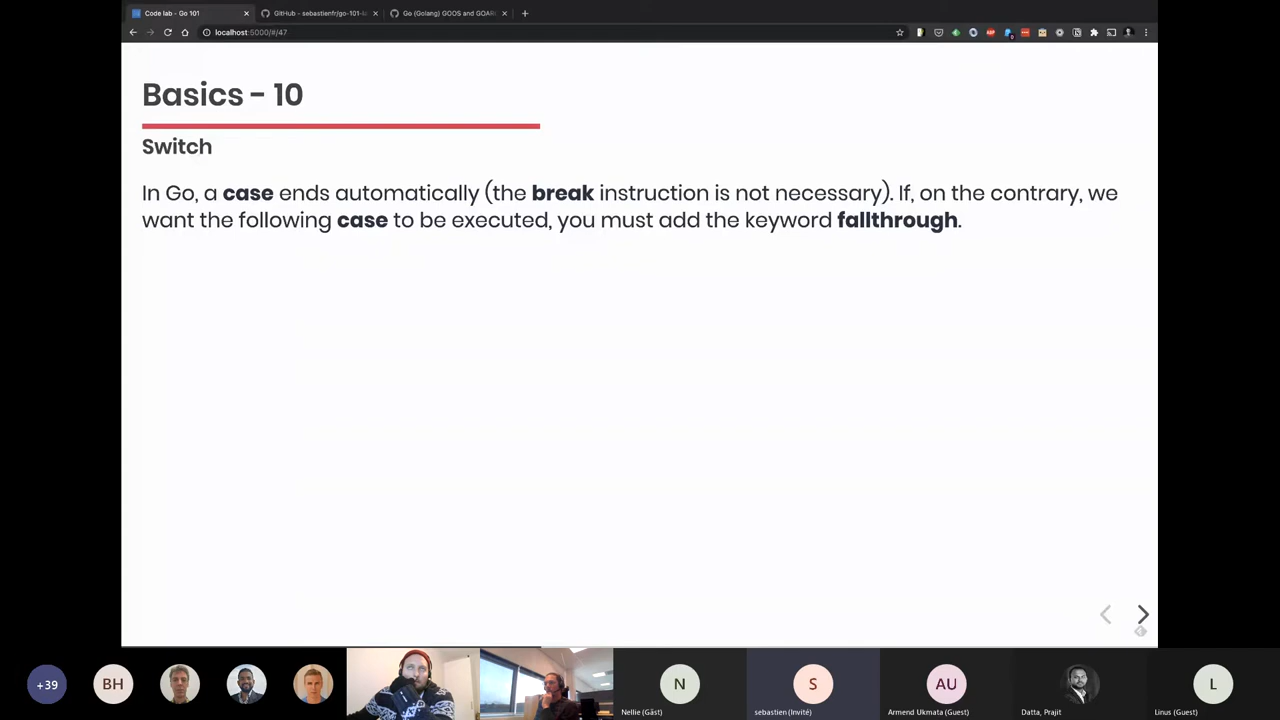 Code lab - Go 101
GitHub - sebastienfr/go-101-l
Go (Golang) GOOS and GOAR
localhost:5000/#/47
Basics - 10
Switch
In Go, a case ends automatically (the break instruction is not necessary). If, on the contrary, we
want the following case to be executed, you must add the keyword fallthrough.
+39
BH
N
S
AU
L
Nellie (Gäst)
sebastien (Invité)
Armend Ukmata (Guest)
Datta, Prajit
Linus (Guest)